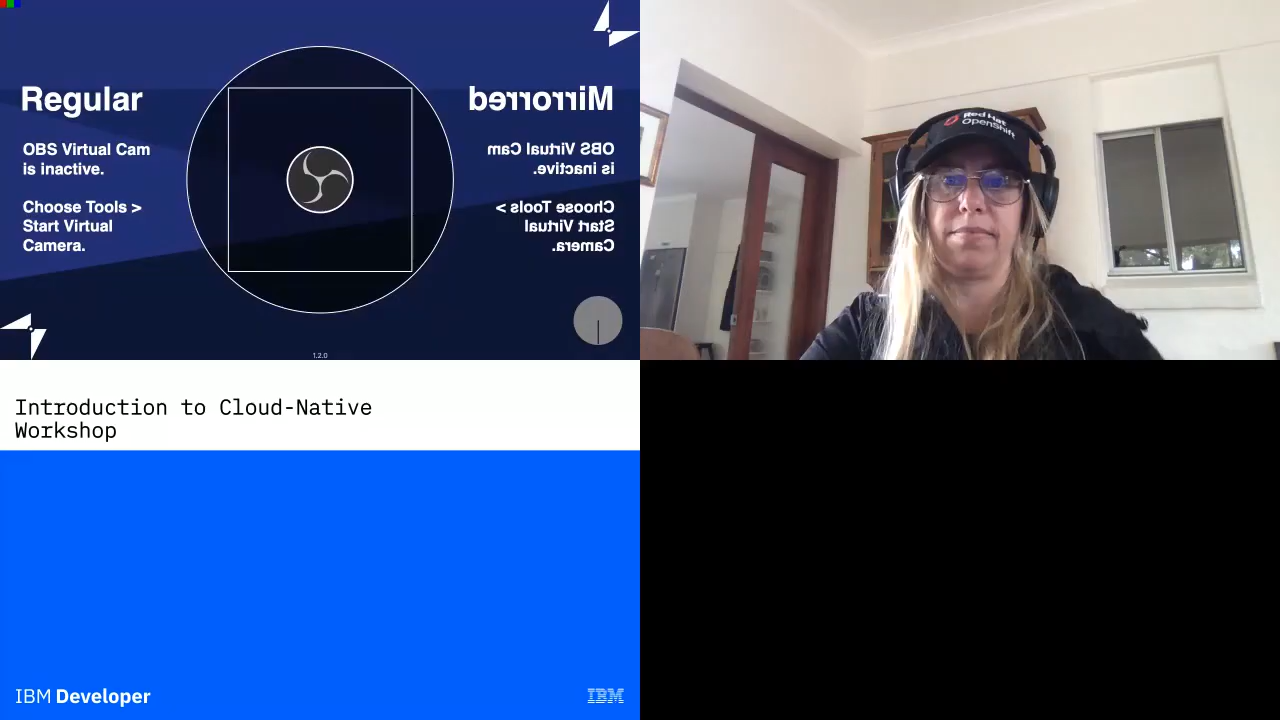 Regular
OBS Virtual Cam
is inactive.
Choose Tools >
Start Virtual
Camera.
Mirrorred
OBS Virtual Cam
is inactive.
Choose Tools >
Start Virtual
Camera.
1.2.0
Red Hat
OpenShift
Introduction to Cloud-Native
Workshop
IBM Developer
IBM